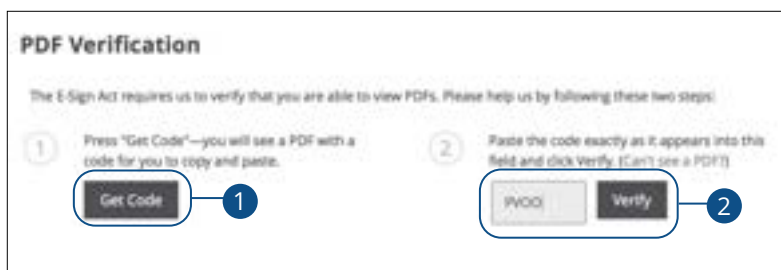 PDF Verification
The E-Sign Act requires us to verify that you are able to view PDFs. Please help us by following these two steps:
1
Press "Get Code"—you will see a PDF with a
code for you to copy and paste.
Get Code
1
2
Paste the code exactly as it appears into this
field and click Verify. (Can't see a PDF?)
PVOO
Verify
2